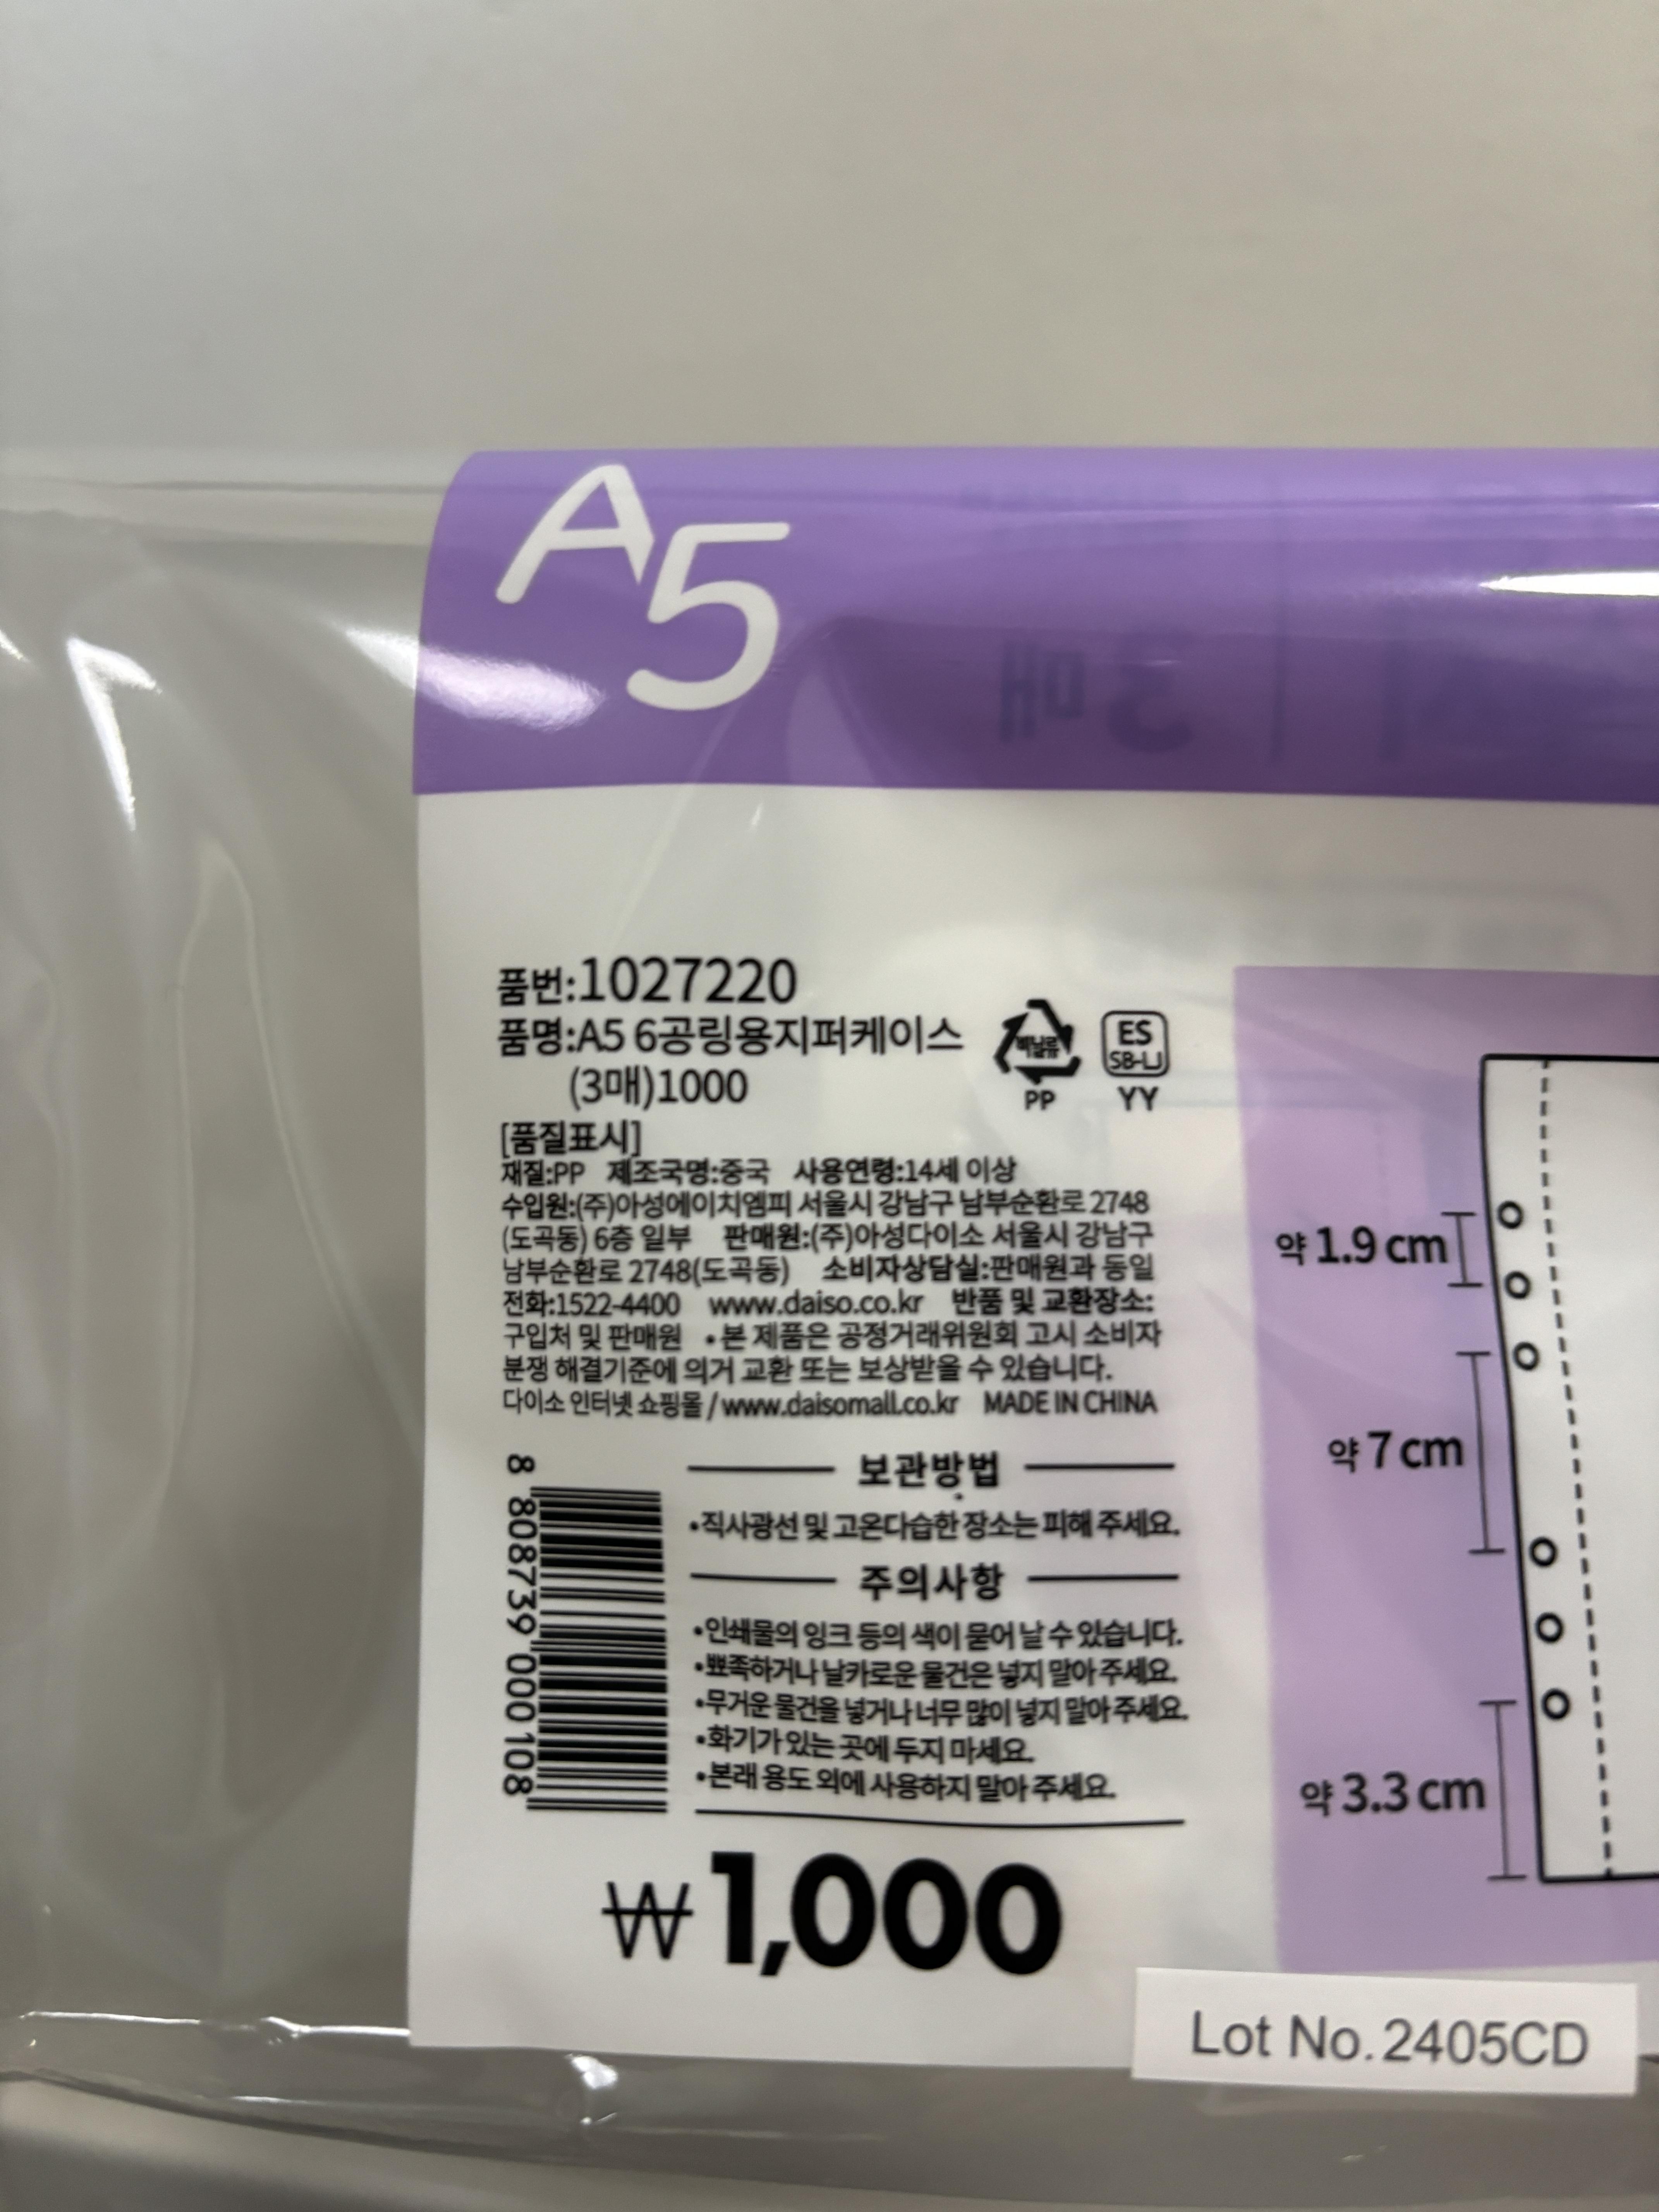 A5
품번:1027220
품명:A5 6공링용지퍼케이스
(3매)1000
비닐류
PP
ES
SB-LJ
YY
[품질표시]
재질:PP 제조국명:중국 사용연령:14세 이상
수입원:(주)아성에이치엠피 서울시 강남구 남부순환로 2748
(도곡동) 6층 일부 판매원:(주)아성다이소 서울시 강남구
남부순환로 2748(도곡동) 소비자상담실:판매원과 동일
전화:1522-4400 www.daiso.co.kr 반품 및 교환장소:
구입처 및 판매원 •본 제품은 공정거래위원회 고시 소비자
분쟁 해결기준에 의거 교환 또는 보상받을 수 있습니다.
다이소 인터넷 쇼핑몰 / www.daisomall.co.kr MADE IN CHINA
보관방법
•직사광선 및 고온다습한 장소는 피해 주세요.
주의사항
•인쇄물의 잉크 등의 색이 묻어 날 수 있습니다.
•뾰족하거나 날카로운 물건은 넣지 말아 주세요.
•무거운 물건을 넣거나 너무 많이 넣지 말아 주세요.
•화기가 있는 곳에 두지 마세요.
•본래 용도 외에 사용하지 말아 주세요.
8 808739 000108
₩1,000
약 1.9 cm
약 7 cm
약 3.3 cm
Lot No.2405CD